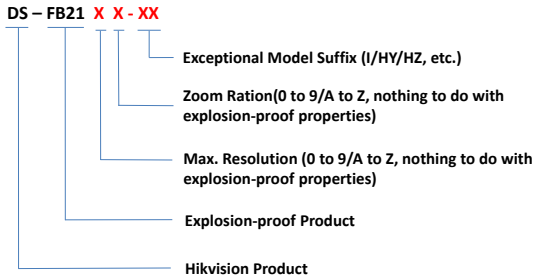 DS – FB21 X X - XX
Exceptional Model Suffix (I/HY/HZ, etc.)
Zoom Ration(0 to 9/A to Z, nothing to do with
explosion-proof properties)
Max. Resolution (0 to 9/A to Z, nothing to do with
explosion-proof properties)
Explosion-proof Product
Hikvision Product